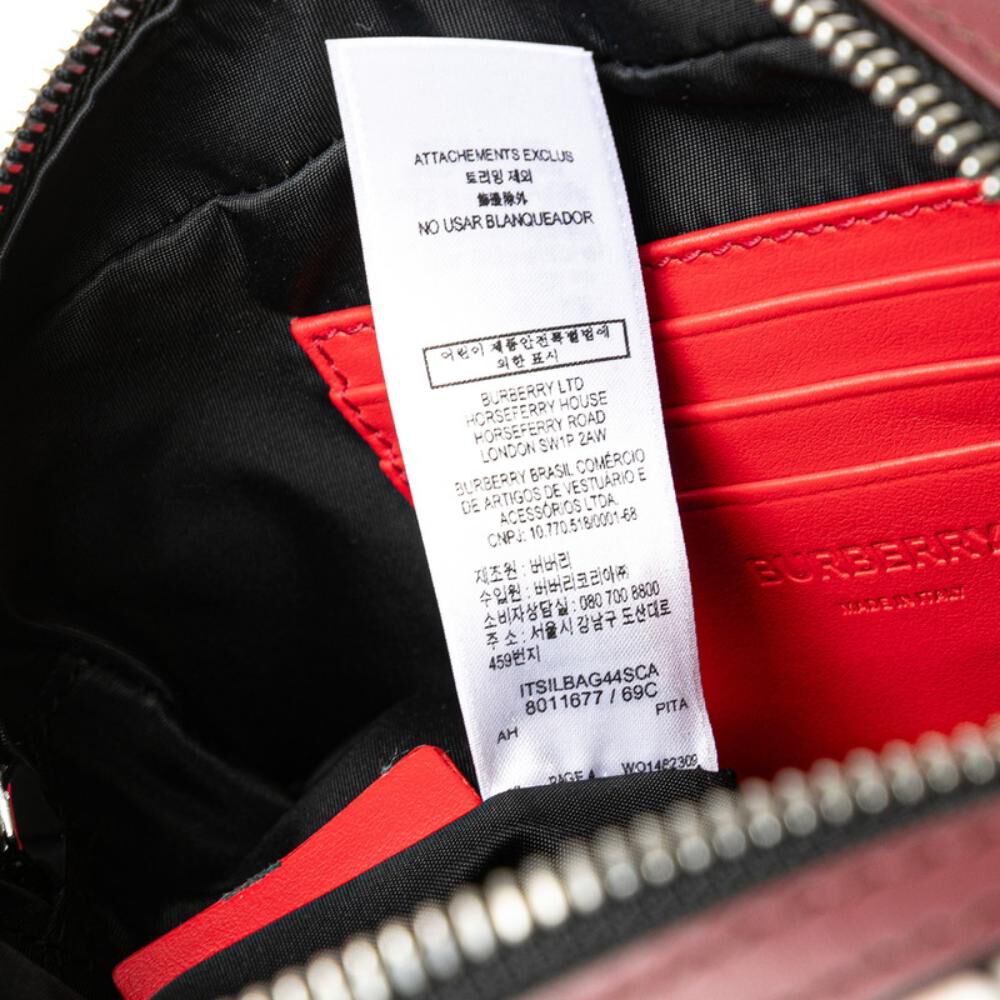 ATTACHEMENTS EXCLUS
트리밍 제외
飾邊除外
NO USAR BLANQUEADOR
어린이 제품안전특별법에
의한 표시
BURBERRY LTD
HORSEFERRY HOUSE
HORSEFERRY ROAD
LONDON SW1P 2AW
BURBERRY BRASIL COMÉRCIO
DE ARTIGOS DE VESTUÁRIO E
ACESSÓRIOS LTDA.
CNPJ: 10.770.518/0001-68
제조원 : 버버리
수입원 : 버버리코리아㈜
소비자상담실 : 080 700 8800
주 소 : 서울시 강남구 도산대로
459번지
ITSILBAG44SCA
8011677 / 69C
AH PITA
PAGE 4 WO1462309
BURBERRY
MADE IN ITALY